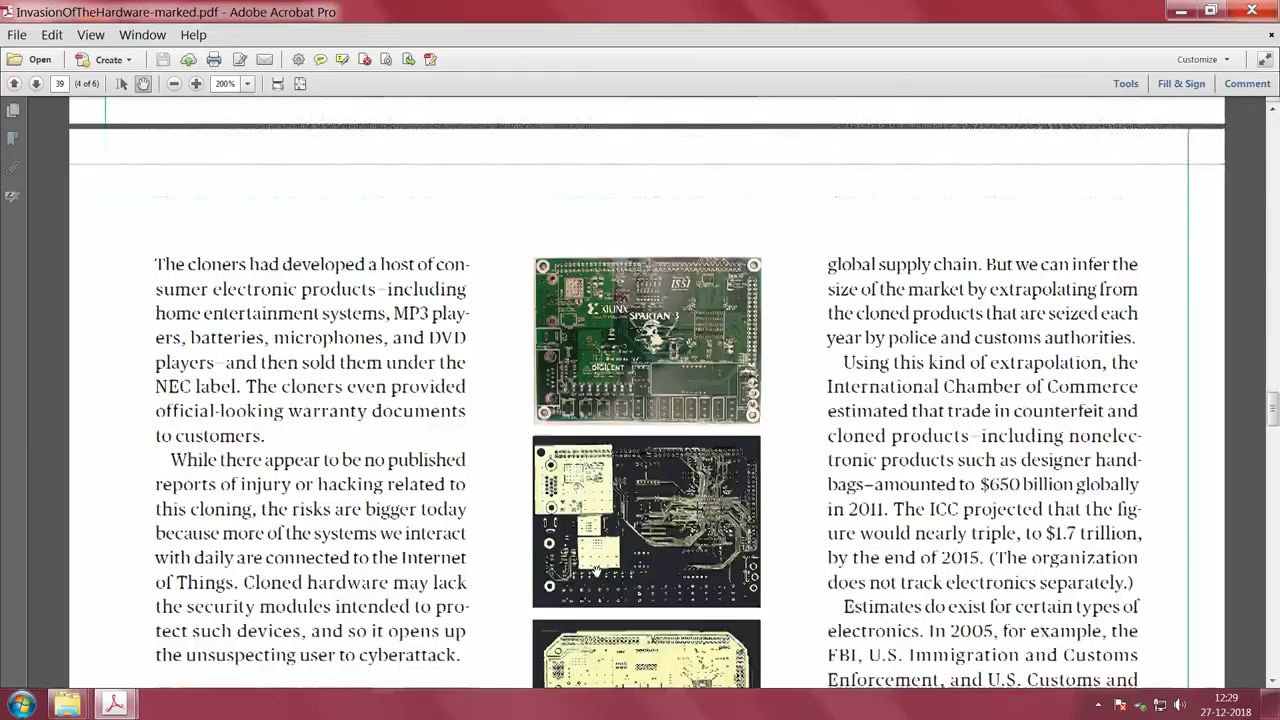 InvasionOfTheHardware-marked.pdf - Adobe Acrobat Pro
File Edit View Window Help
Open Create Customize
39 (4 of 6) 200% Tools Fill & Sign Comment
The cloners had developed a host of con-
sumer electronic products–including
home entertainment systems, MP3 play-
ers, batteries, microphones, and DVD
players–and then sold them under the
NEC label. The cloners even provided
official-looking warranty documents
to customers.
While there appear to be no published
reports of injury or hacking related to
this cloning, the risks are bigger today
because more of the systems we interact
with daily are connected to the Internet
of Things. Cloned hardware may lack
the security modules intended to pro-
tect such devices, and so it opens up
the unsuspecting user to cyberattack.
ISSI
XILINX
SPARTAN 3
DIGILENT
global supply chain. But we can infer the
size of the market by extrapolating from
the cloned products that are seized each
year by police and customs authorities.
Using this kind of extrapolation, the
International Chamber of Commerce
estimated that trade in counterfeit and
cloned products–including nonelec-
tronic products such as designer hand-
bags–amounted to $650 billion globally
in 2011. The ICC projected that the fig-
ure would nearly triple, to $1.7 trillion,
by the end of 2015. (The organization
does not track electronics separately.)
Estimates do exist for certain types of
electronics. In 2005, for example, the
FBI, U.S. Immigration and Customs
Enforcement, and U.S. Customs and
12:29
27-12-2018